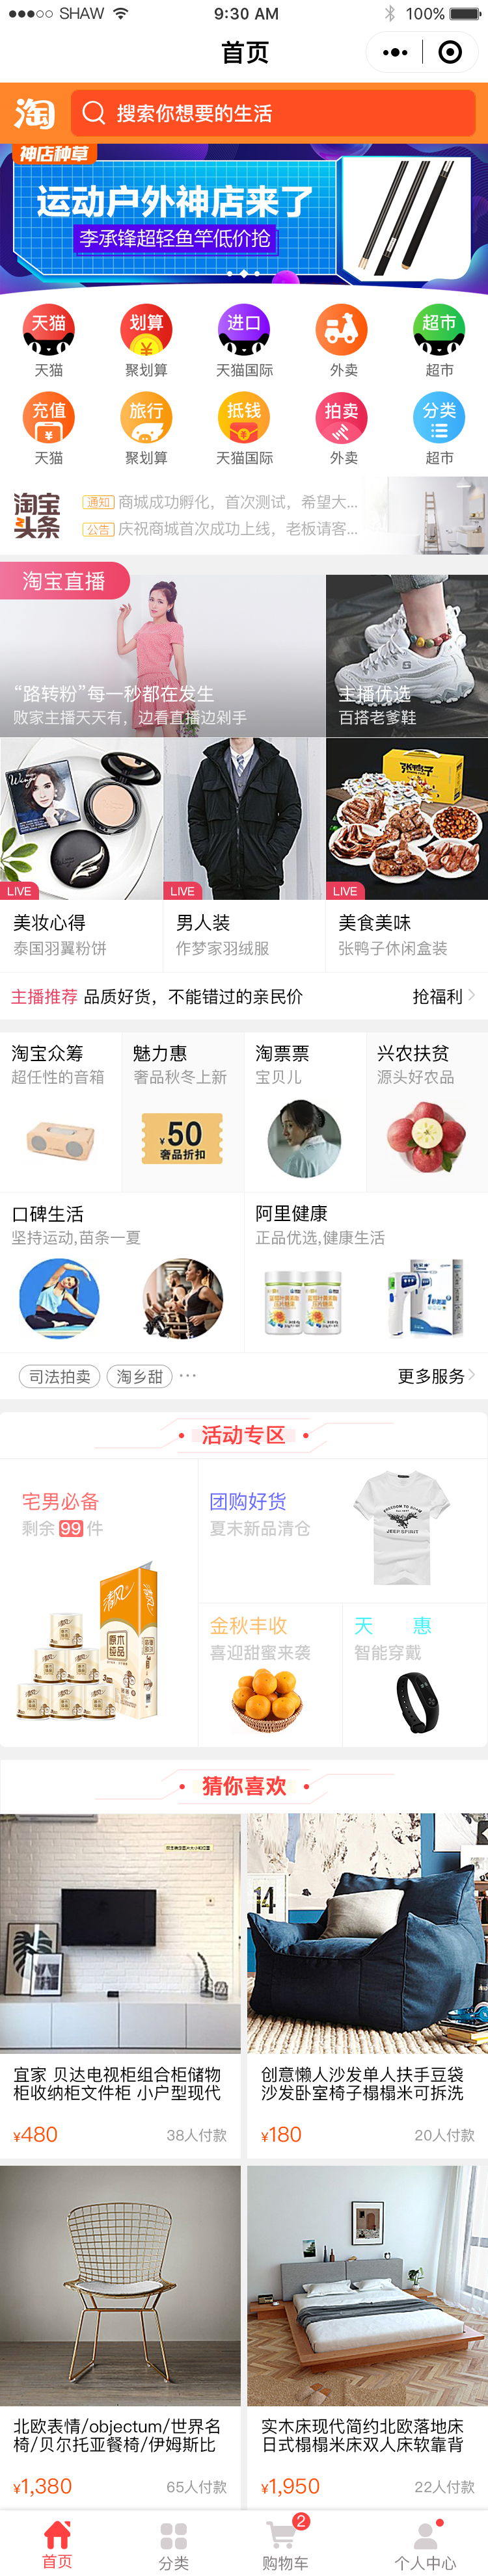 SHAW
9:30 AM
100%
首页
淘
搜索你想要的生活
神店种草
运动户外神店来了
李承锋超轻鱼竿低价抢
天猫
划算
进口
超市
天猫
聚划算
天猫国际
外卖
超市
充值
旅行
抵钱
拍卖
分类
天猫
聚划算
天猫国际
外卖
超市
淘宝
头条
通知 商城成功孵化，首次测试，希望大...
公告 庆祝商城首次成功上线，老板请客...
淘宝直播
“路转粉”每一秒都在发生
败家主播天天有，边看直播边剁手
主播优选
百搭老爹鞋
LIVE
LIVE
LIVE
美妆心得
泰国羽翼粉饼
男人装
作梦家羽绒服
美食美味
张鸭子休闲盒装
主播推荐 品质好货，不能错过的亲民价
抢福利
淘宝众筹
超任性的音箱
魅力惠
奢品秋冬上新
¥50
奢品折扣
淘票票
宝贝儿
兴农扶贫
源头好农品
口碑生活
坚持运动,苗条一夏
阿里健康
正品优选,健康生活
司法拍卖
淘乡甜
···
更多服务
活动专区
宅男必备
剩余99件
清风
原木
纯品
团购好货
夏末新品清仓
FREEDOM TO ROAM
JEEP SPIRIT
金秋丰收
喜迎甜蜜来袭
天 惠
智能穿戴
猜你喜欢
14
宜家 贝达电视柜组合柜储物
柜收纳柜文件柜 小户型现代
¥480
38人付款
创意懒人沙发单人扶手豆袋
沙发卧室椅子榻榻米可拆洗
¥180
20人付款
北欧表情/objectum/世界名
椅/贝尔托亚餐椅/伊姆斯比
¥1,380
65人付款
实木床现代简约北欧落地床
日式榻榻米床双人床软靠背
¥1,950
22人付款
首页
分类
2
购物车
个人中心